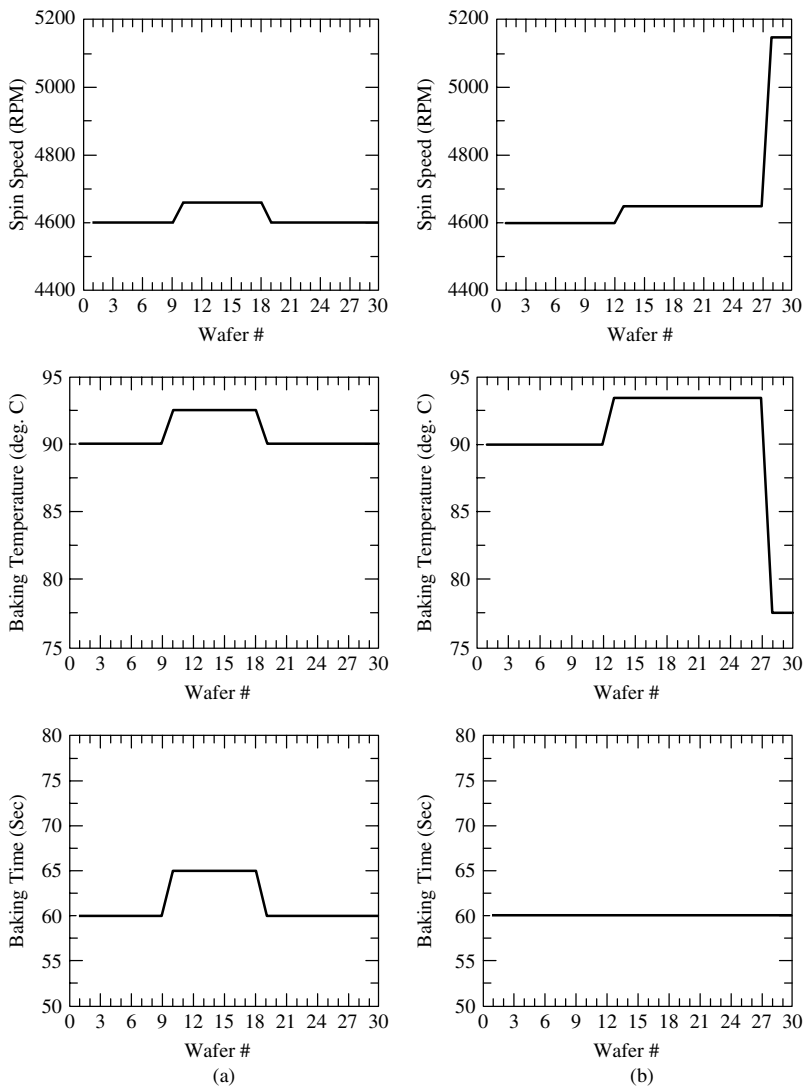 Spin Speed (RPM)
5200
5000
4800
4600
4400
0 3 6 9 12 15 18 21 24 27 30
Wafer #
Spin Speed (RPM)
5200
5000
4800
4600
4400
0 3 6 9 12 15 18 21 24 27 30
Wafer #
Baking Temperature (deg. C)
95
90
85
80
75
0 3 6 9 12 15 18 21 24 27 30
Wafer #
Baking Temperature (deg. C)
95
90
85
80
75
0 3 6 9 12 15 18 21 24 27 30
Wafer #
Baking Time (Sec)
80
75
70
65
60
55
50
0 3 6 9 12 15 18 21 24 27 30
Wafer #
(a)
Baking Time (Sec)
80
75
70
65
60
55
50
0 3 6 9 12 15 18 21 24 27 30
Wafer #
(b)